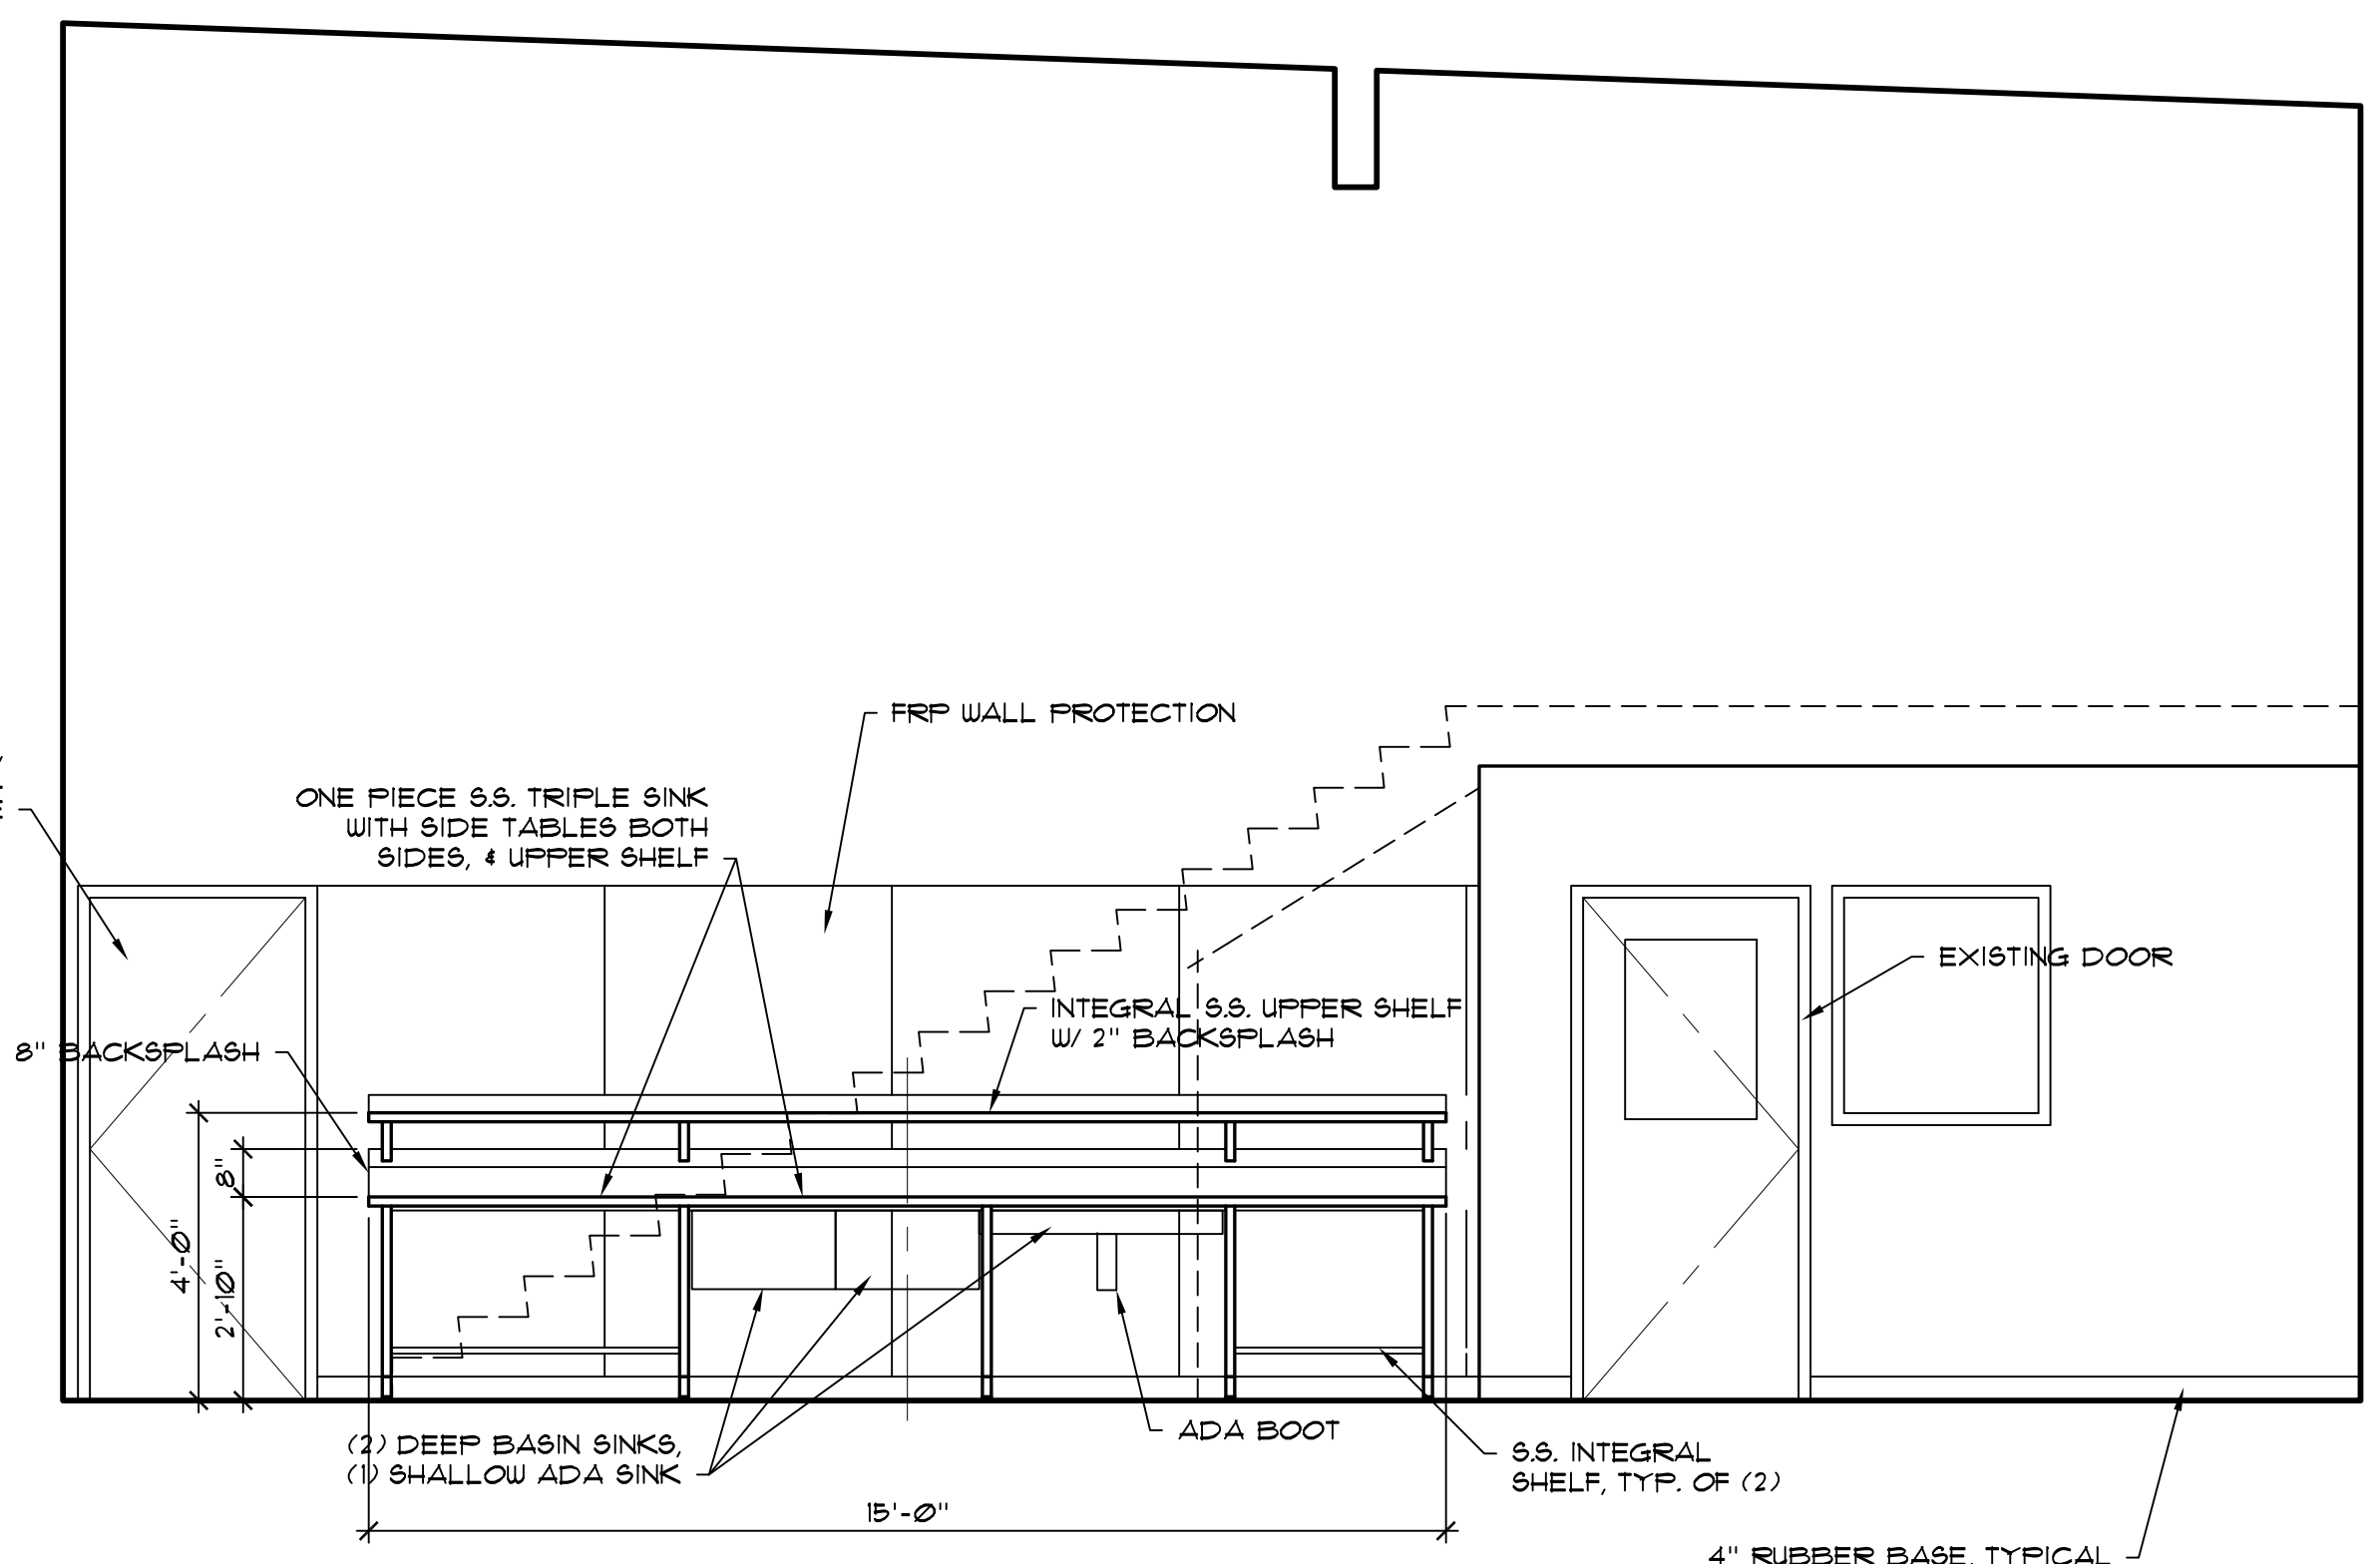 FRP WALL PROTECTION
ONE PIECE S.S. TRIPLE SINK
WITH SIDE TABLES BOTH
SIDES, & UPPER SHELF
EXISTING DOOR
INTEGRAL S.S. UPPER SHELF
W/ 2" BACKSPLASH
8" BACKSPLASH
8"
4'-0"
2'-10"
ADA BOOT
(2) DEEP BASIN SINKS,
(1) SHALLOW ADA SINK
S.S. INTEGRAL
SHELF, TYP. OF (2)
15'-0"
4" RUBBER BASE, TYPICAL